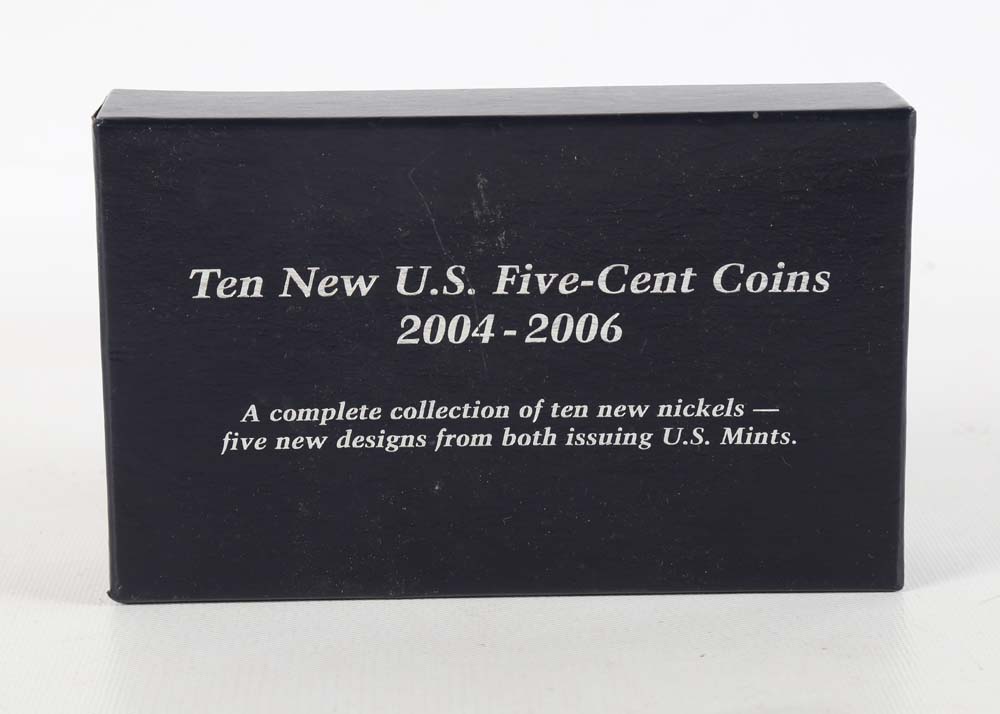 Ten New U.S. Five-Cent Coins
2004 - 2006
A complete collection of ten new nickels —
five new designs from both issuing U.S. Mints.